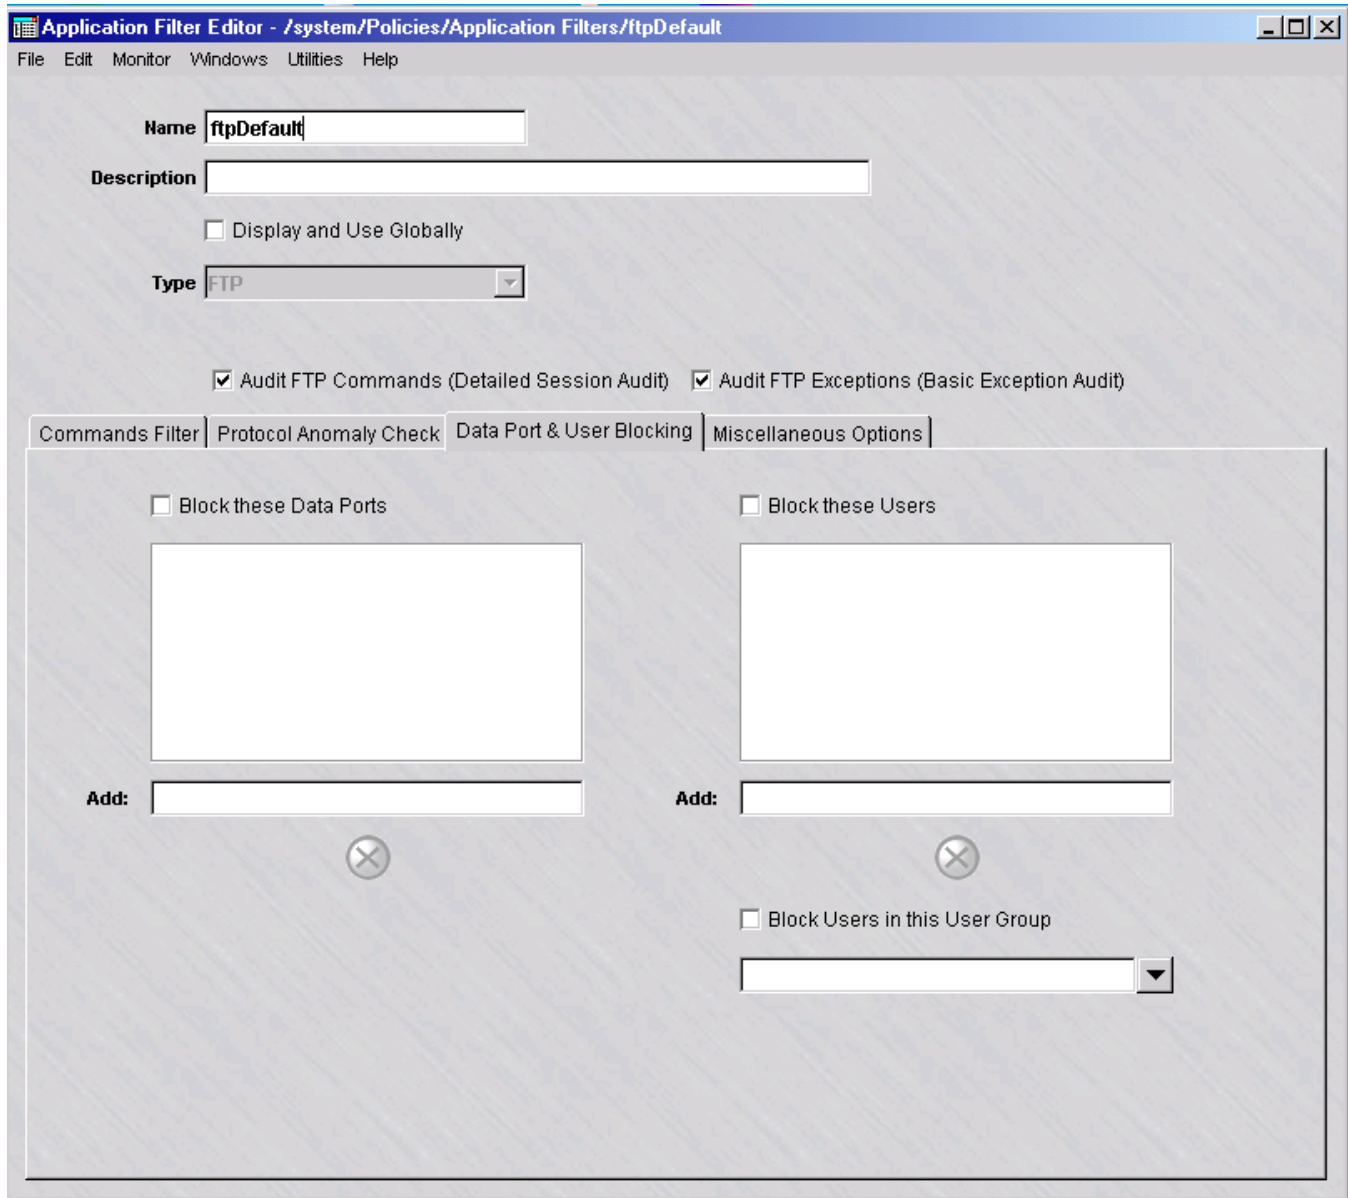 Application Filter Editor - /system/Policies/Application Filters/ftpDefault
File Edit Monitor Windows Utilities Help
Name ftpDefault
Description
Display and Use Globally
Type FTP
Audit FTP Commands (Detailed Session Audit) Audit FTP Exceptions (Basic Exception Audit)
Commands Filter Protocol Anomaly Check Data Port & User Blocking Miscellaneous Options
Block these Data Ports Block these Users
Add: Add:
Block Users in this User Group